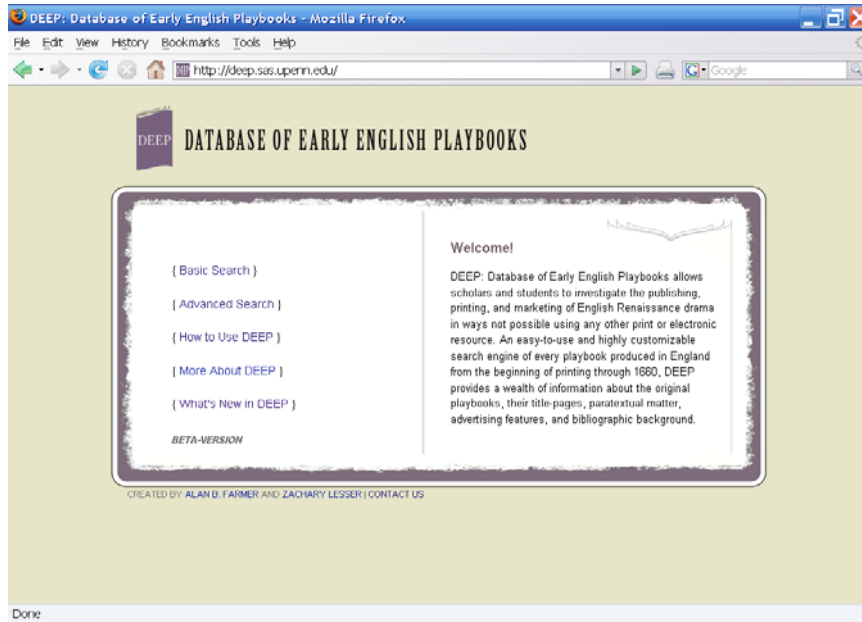 DEEP: Database of Early English Playbooks - Mozilla Firefox
File Edit View History Bookmarks Tools Help
http://deep.sas.upenn.edu/
G Google
DEEP DATABASE OF EARLY ENGLISH PLAYBOOKS
{ Basic Search }
{ Advanced Search }
{ How to Use DEEP }
{ More About DEEP }
{ What's New in DEEP }
BETA-VERSION
Welcome!
DEEP: Database of Early English Playbooks allows
scholars and students to investigate the publishing,
printing, and marketing of English Renaissance drama
in ways not possible using any other print or electronic
resource. An easy-to-use and highly customizable
search engine of every playbook produced in England
from the beginning of printing through 1660, DEEP
provides a wealth of information about the original
playbooks, their title-pages, paratextual matter,
advertising features, and bibliographic background.
CREATED BY ALAN B. FARMER AND ZACHARY LESSER | CONTACT US
Done